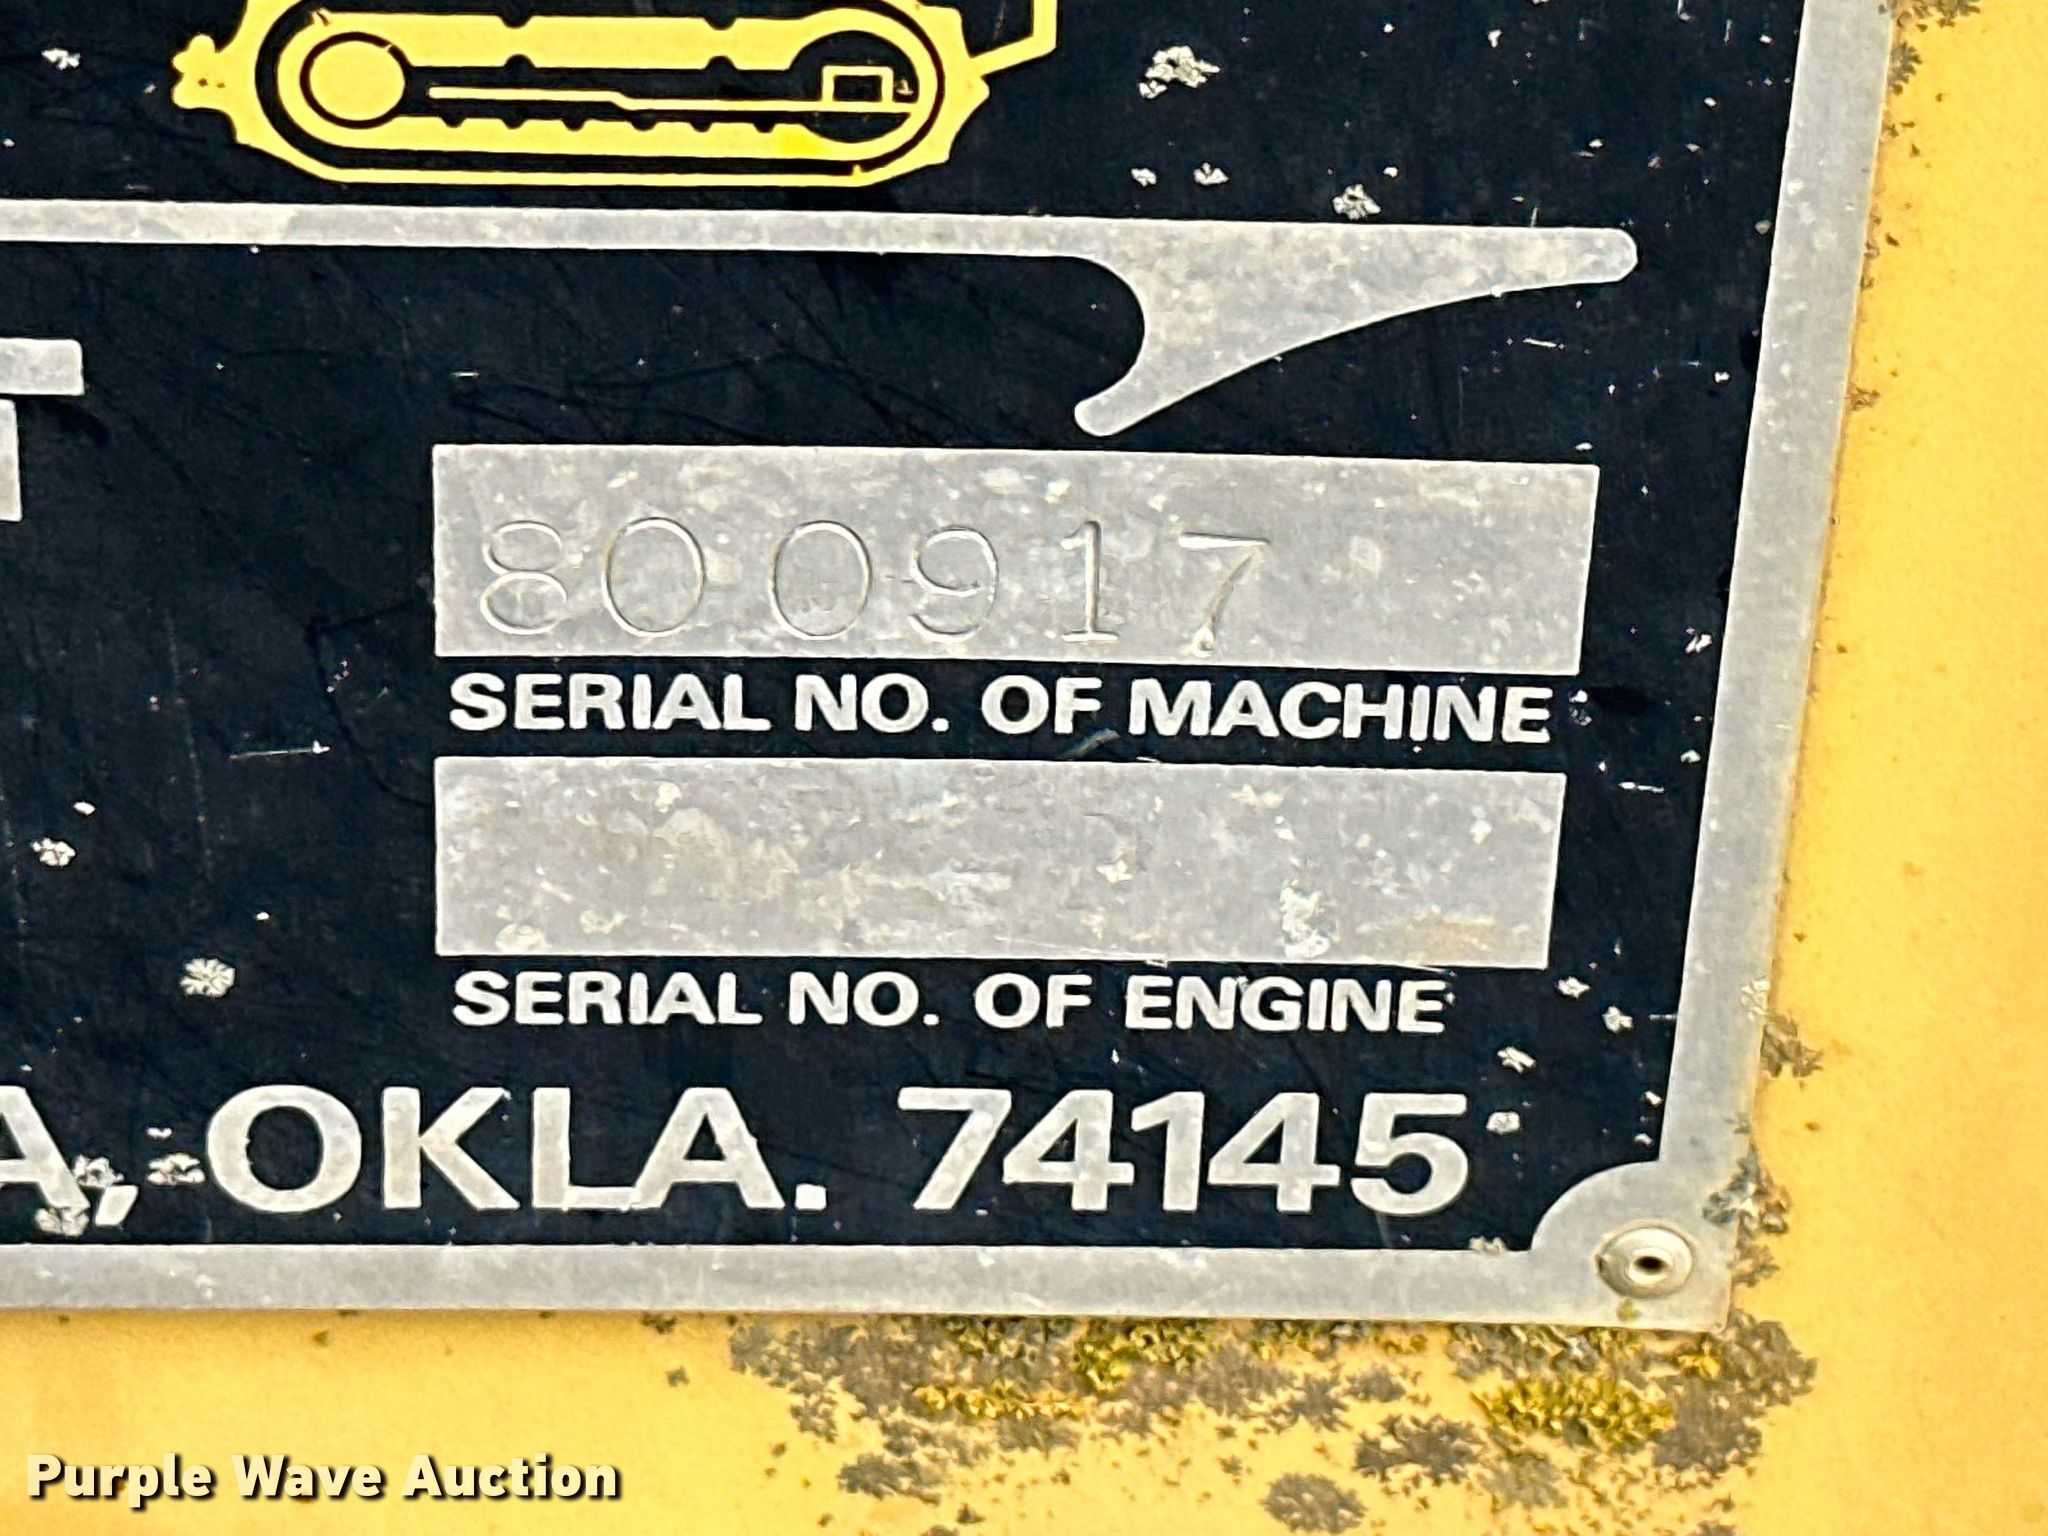 T
800917
SERIAL NO. OF MACHINE
SERIAL NO. OF ENGINE
A, OKLA. 74145
Purple Wave Auction